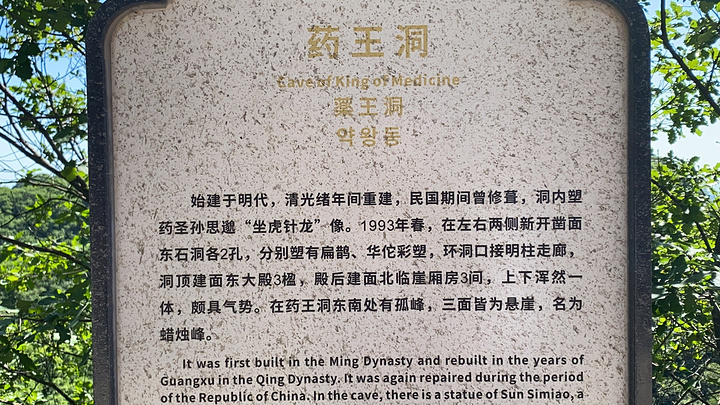 药王洞
Cave of King of Medicine
薬王洞
약왕동
始建于明代，清光绪年间重建，民国期间曾修葺，洞内塑
药圣孙思邈“坐虎针龙”像。1993年春，在左右两侧新开凿面
东石洞各2孔，分别塑有扁鹊、华佗彩塑，环洞口接明柱走廊，
洞顶建面东大殿3楹，殿后建面北临崖厢房3间，上下浑然一
体，颇具气势。在药王洞东南处有孤峰，三面皆为悬崖，名为
蜡烛峰。
It was first built in the Ming Dynasty and rebuilt in the years of
Guangxu in the Qing Dynasty. It was again repaired during the period
of the Republic of China. In the cave, there is a statue of Sun Simiao, a